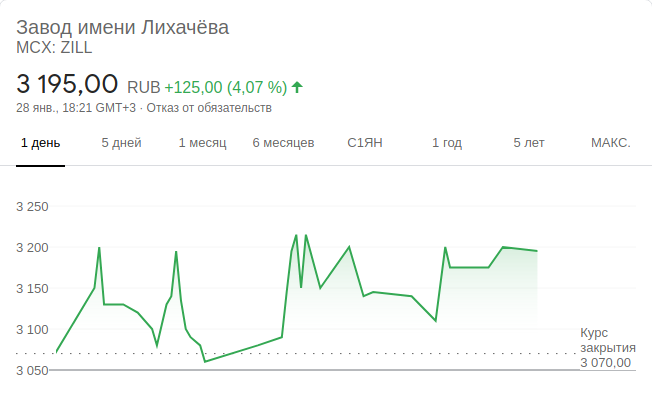 Завод имени Лихачёва
MCX: ZILL
3 195,00 RUB +125,00 (4,07 %)
28 янв., 18:21 GMT+3 · Отказ от обязательств
1 день 5 дней 1 месяц 6 месяцев С1ЯН 1 год 5 лет МАКС.
3 250
3 200
3 150
3 100
3 050
Курс
закрытия
3 070,00